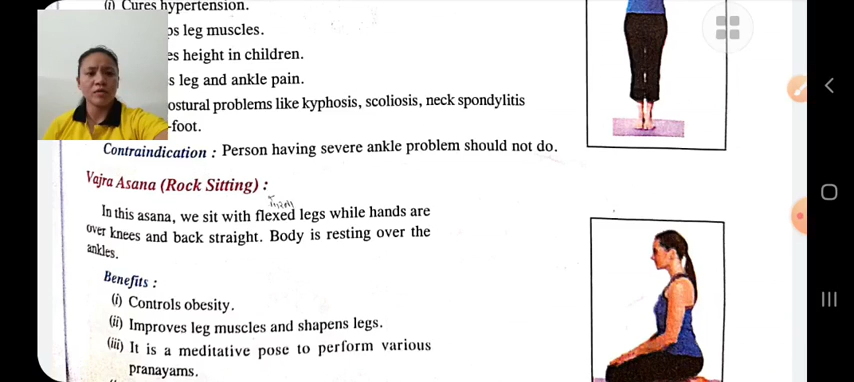 (i) Cures hypertension.
ps leg muscles.
es height in children.
s leg and ankle pain.
ostural problems like kyphosis, scoliosis, neck spondylitis
-foot.
Contraindication : Person having severe ankle problem should not do.
Vajra Asana (Rock Sitting) :
In this asana, we sit with flexed legs while hands are
over knees and back straight. Body is resting over the
ankles.
Benefits :
(i) Controls obesity.
(ii) Improves leg muscles and shapens legs.
(iii) It is a meditative pose to perform various
pranayams.